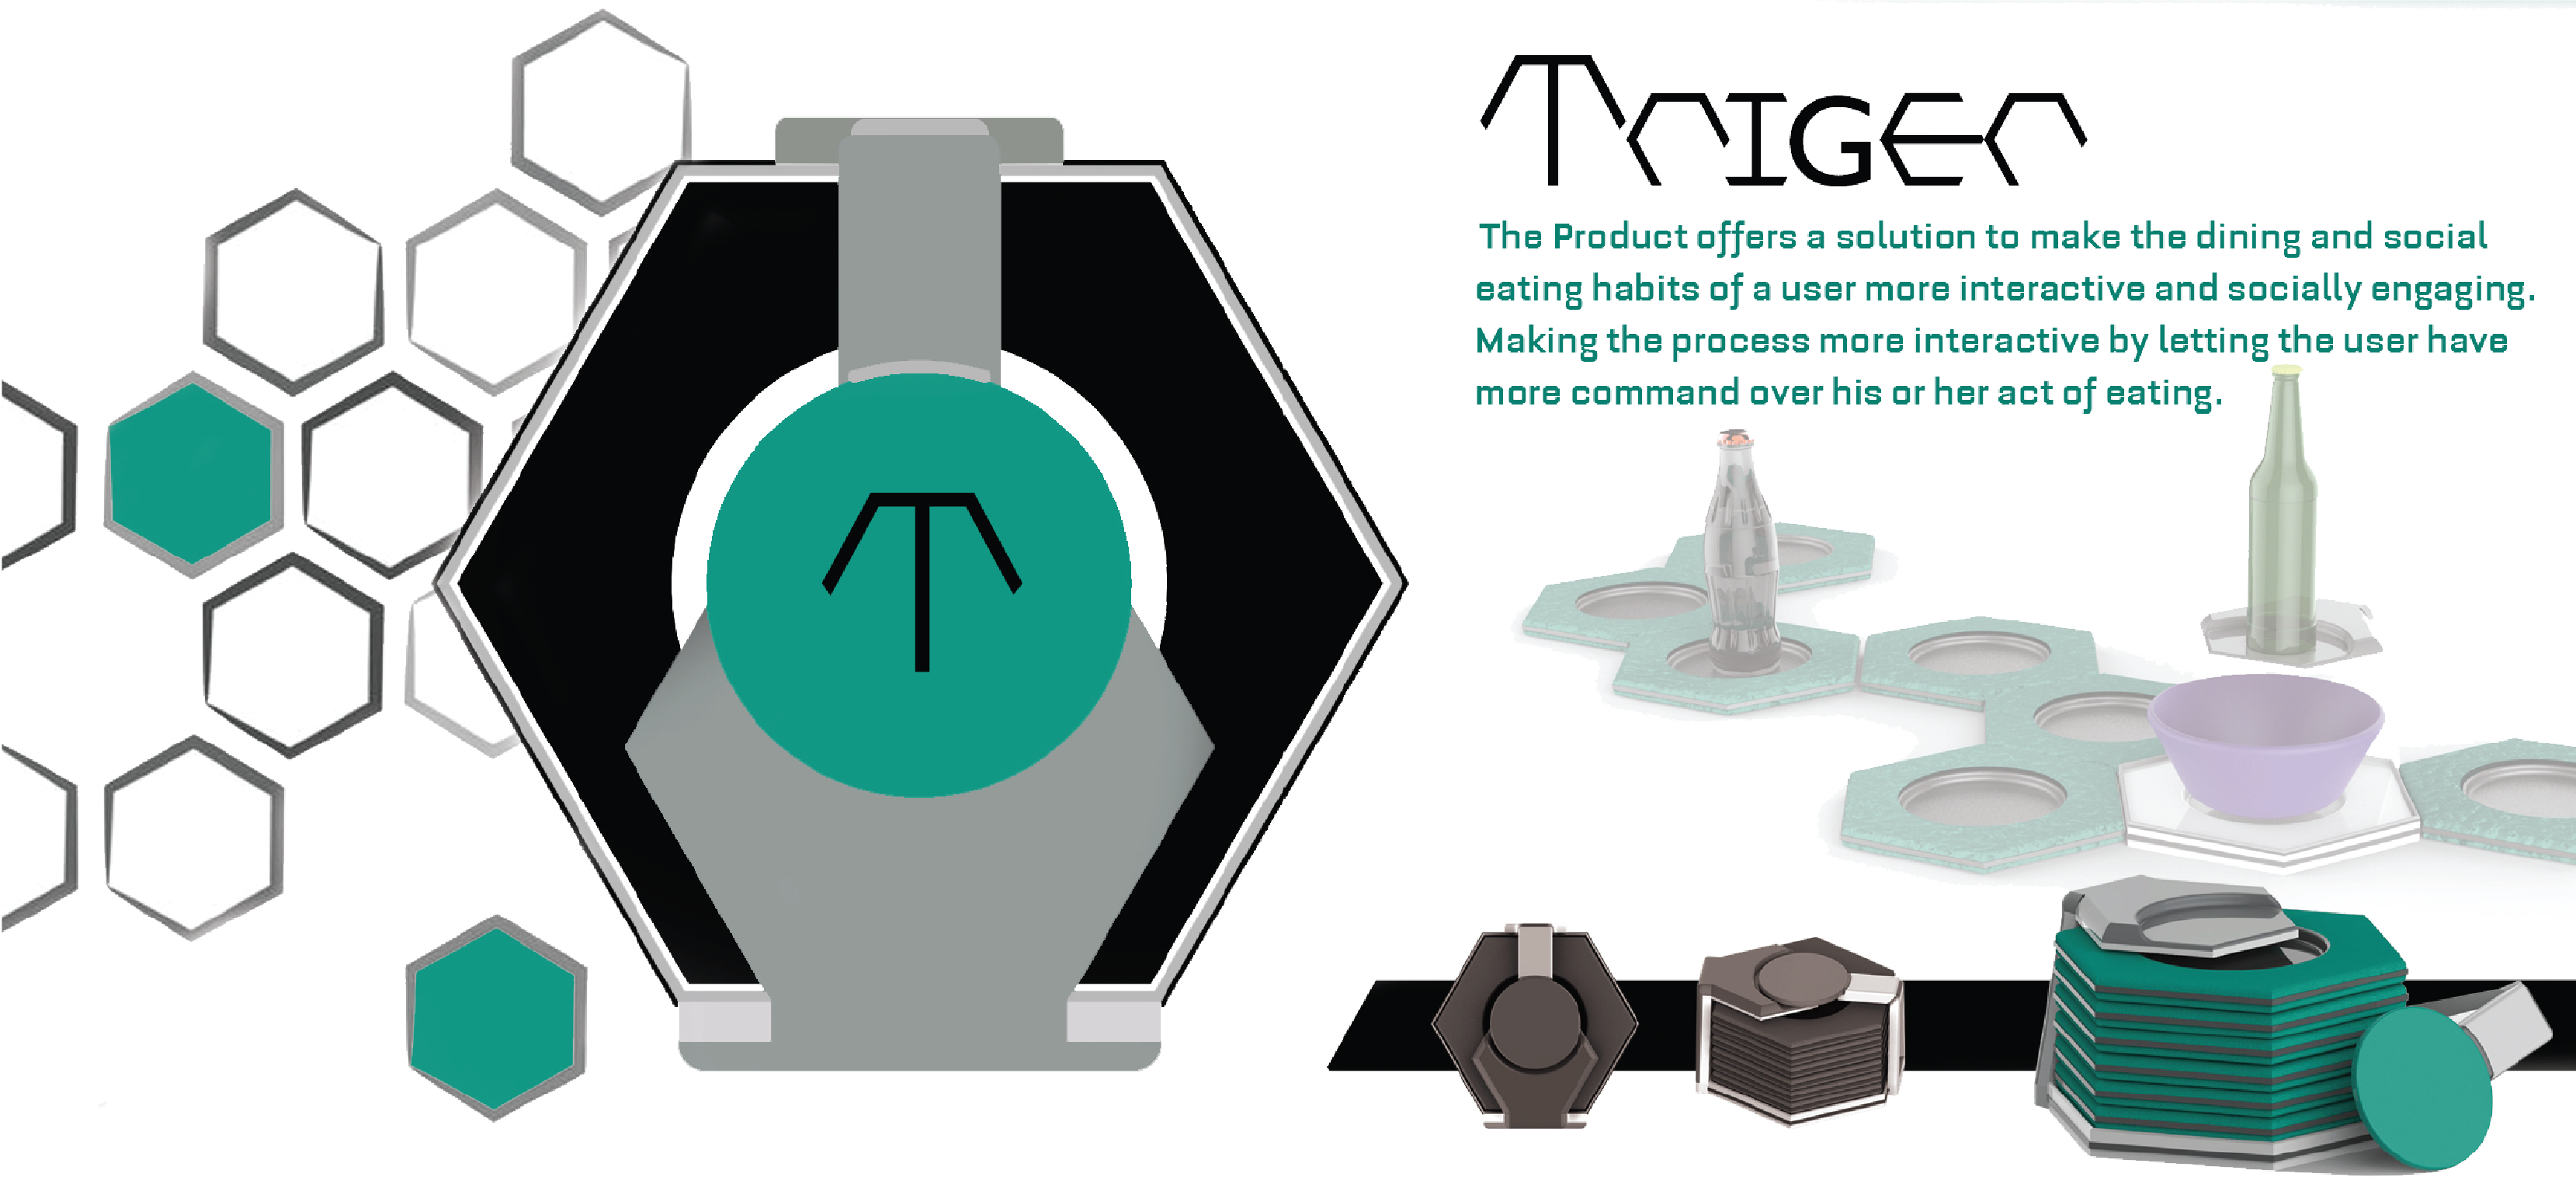 TRIGER
The Product offers a solution to make the dining and social
eating habits of a user more interactive and socially engaging.
Making the process more interactive by letting the user have
more command over his or her act of eating.
T